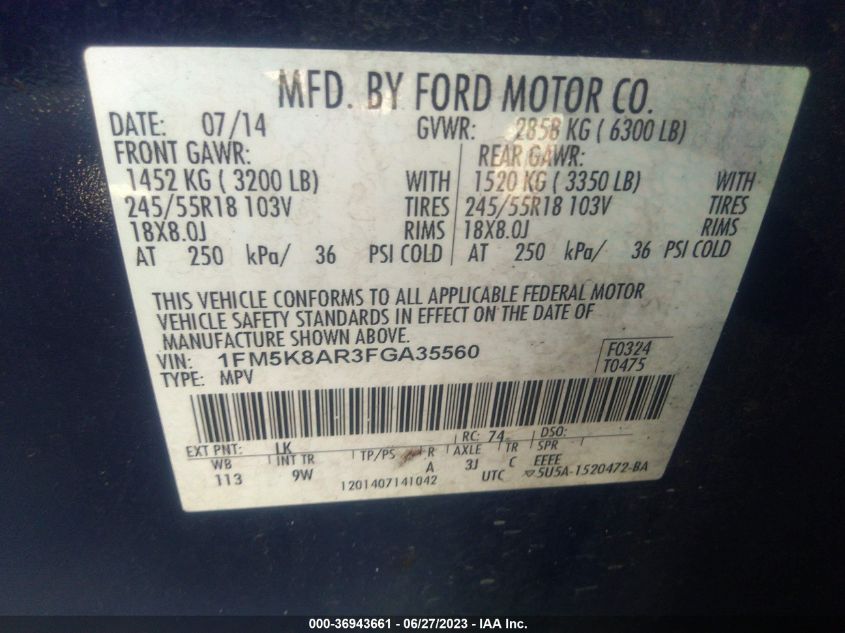 MFD. BY FORD MOTOR CO.
DATE: 07/14 GVWR: 2858 KG ( 6300 LB)
FRONT GAWR: REAR GAWR:
1452 KG ( 3200 LB) WITH 1520 KG ( 3350 LB) WITH
245/55R18 103V TIRES 245/55R18 103V TIRES
18X8.0J RIMS 18X8.0J RIMS
AT 250 kPa/ 36 PSI COLD AT 250 kPa/ 36 PSI COLD
THIS VEHICLE CONFORMS TO ALL APPLICABLE FEDERAL MOTOR
VEHICLE SAFETY STANDARDS IN EFFECT ON THE DATE OF
MANUFACTURE SHOWN ABOVE.
VIN: 1FM5K8AR3FGA35560 F0324
TYPE: MPV T0475
EXT PNT: LK RC: 74 DSO:
WB INT TR TP/PS R AXLE TR SPR
113 9W A 3J C EEEE
1201407141042 UTC ▽5U5A-1520472-BA
000-36943661 - 06/27/2023 - IAA Inc.